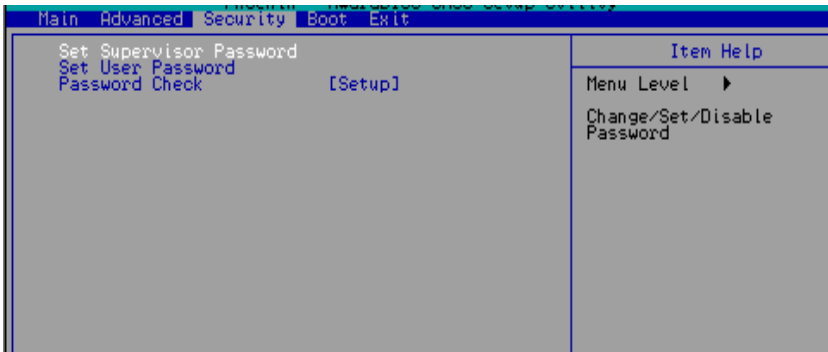 Main Advanced Security Boot Exit
Set Supervisor Password
Set User Password
Password Check [Setup]
Item Help
Menu Level ▶
Change/Set/Disable
Password